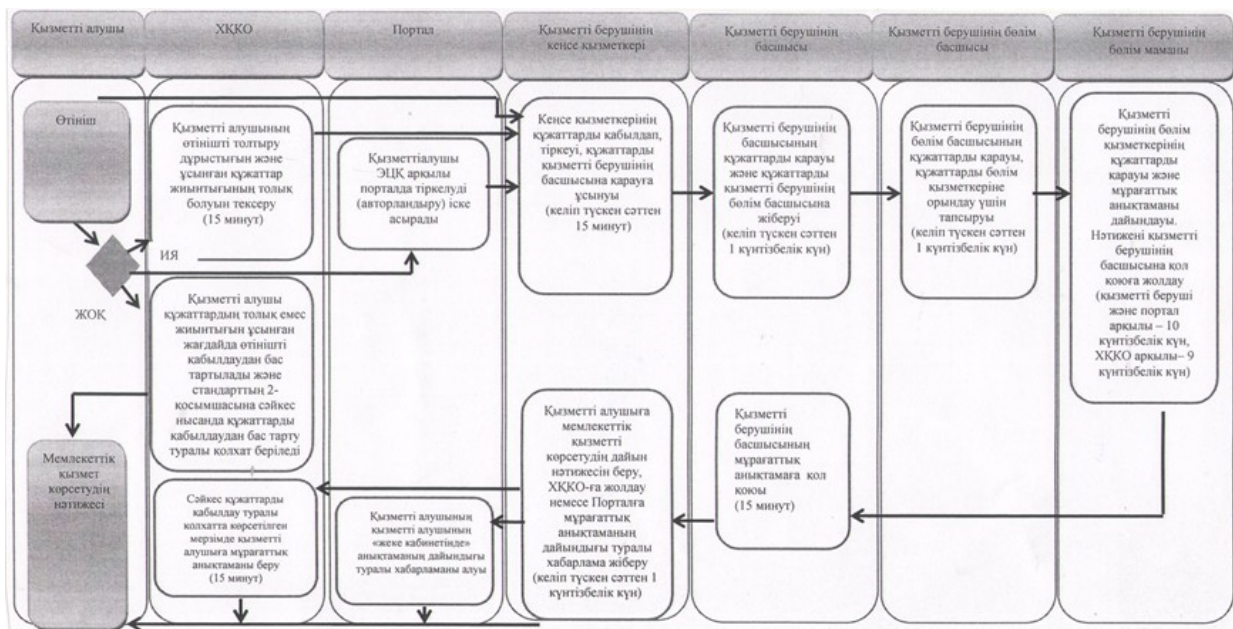 Қызметті алушы
ХҚКО
Портал
Қызметті берушінің
кеңсе қызметкері
Қызметті берушінің
басшысы
Қызметті берушінің бөлім
басшысы
Қызметті берушінің
бөлім маманы
Өтініш
Қызметті алушының
өтінішті толтыру
дұрыстығын және
ұсынған құжаттар
жиынтығының толық
болуын тексеру
(15 минут)
Қызметтіалушы
ЭЦҚ арқылы
порталда тіркелуді
(авторландыру) іске
асырады
Кеңсе қызметкерінің
құжаттарды қабылдап,
тіркеуі, құжаттарды
қызметті берушінің
басшысына қарауға
ұсынуы
(келіп түскен сәттен
15 минут)
Қызметті берушінің
басшысының
құжаттарды қарауы
және құжаттарды
қызметті берушінің
бөлім басшысына
жіберуі
(келіп түскен сәттен
1 күнтізбелік күн)
Қызметті берушінің
бөлім басшысының
құжаттарды қарауы,
құжаттарды бөлім
қызметкеріне
орындау үшін
тапсыруы
(келіп түскен сәттен
1 күнтізбелік күн)
Қызметті
берушінің бөлім
қызметкерінің
құжаттарды
қарауы және
мұрағаттық
анықтаманы
дайындауы.
Нәтижені қызметті
берушінің
басшысына қол
қоюға жолдау
(қызметті беруші
және портал
арқылы – 10
күнтізбелік күн,
ХҚКО арқылы– 9
күнтізбелік күн)
ИЯ
ЖОҚ
Қызметті алушы
құжаттардың толық емес
жиынтығын ұсынған
жағдайда өтінішті
қабылдаудан бас
тартылады және
стандарттың 2-
қосымшасына сәйкес
нысанда құжаттарды
қабылдаудан бас тарту
туралы қолхат беріледі
Мемлекеттік
қызмет
көрсетудің
нәтижесі
Сәйкес құжаттарды
қабылдау туралы
қолхатта көрсетілген
мерзімде қызметті
алушыға мұрағаттық
анықтаманы беру
(15 минут)
Қызметті алушының
қызметті алушының
«жеке кабинетінде»
анықтаманың дайындығы
туралы хабарламаны алуы
Қызметті алушыға
мемлекеттік
қызметті
көрсетудің дайын
нәтижесін беру,
ХҚКО-ға жолдау
немесе Порталға
мұрағаттық
анықтаманың
дайындығы туралы
хабарлама жіберу
(келіп түскен сәттен 1
күнтізбелік күн)
Қызметті
берушінің
басшысының
мұрағаттық
анықтамаға қол
қоюы
(15 минут)